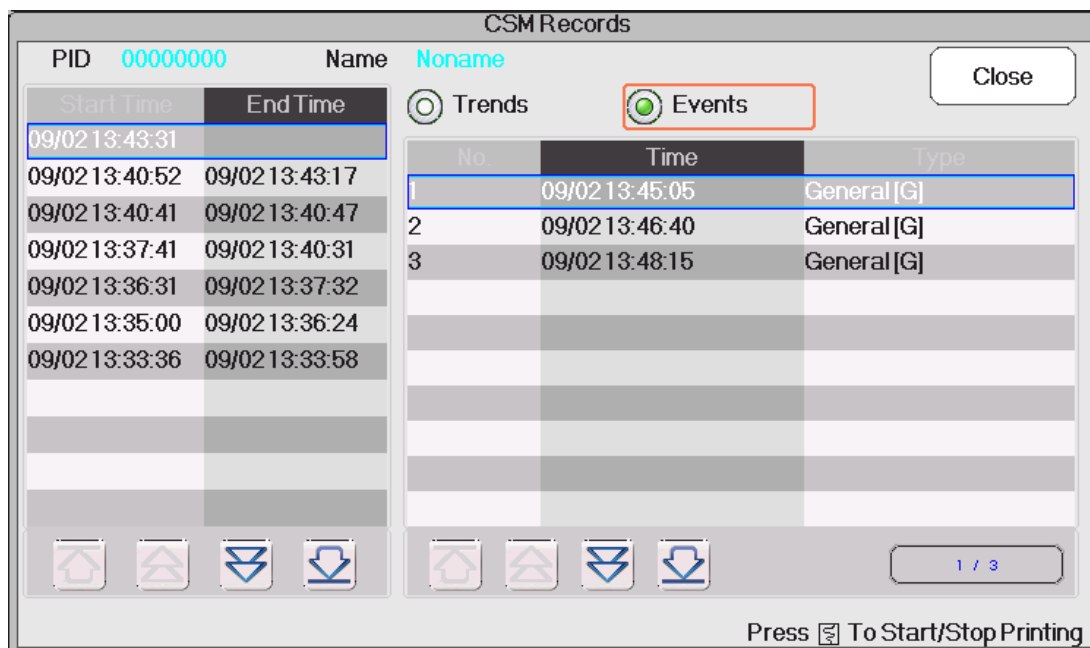 CSM Records
PID 00000000 Name Noname
Close
Trends Events
Start Time End Time
09/02 13:43:31
09/02 13:40:52 09/02 13:43:17
09/02 13:40:41 09/02 13:40:47
09/02 13:37:41 09/02 13:40:31
09/02 13:36:31 09/02 13:37:32
09/02 13:35:00 09/02 13:36:24
09/02 13:33:36 09/02 13:33:58
No. Time Type
1 09/02 13:45:05 General [G]
2 09/02 13:46:40 General [G]
3 09/02 13:48:15 General [G]
1 / 3
Press To Start/Stop Printing